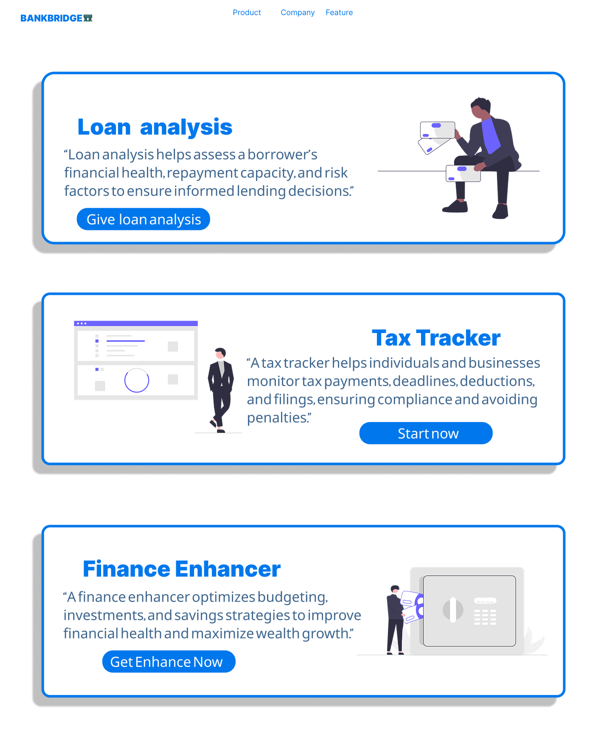 BANKBRIDGE
Product Company Feature
Loan analysis
“Loan analysis helps assess a borrower’s
financial health, repayment capacity, and risk
factors to ensure informed lending decisions.”
Give loan analysis
Tax Tracker
“A tax tracker helps individuals and businesses
monitor tax payments, deadlines, deductions,
and filings, ensuring compliance and avoiding
penalties.”
Start now
Finance Enhancer
“A finance enhancer optimizes budgeting,
investments, and savings strategies to improve
financial health and maximize wealth growth.”
Get Enhance Now